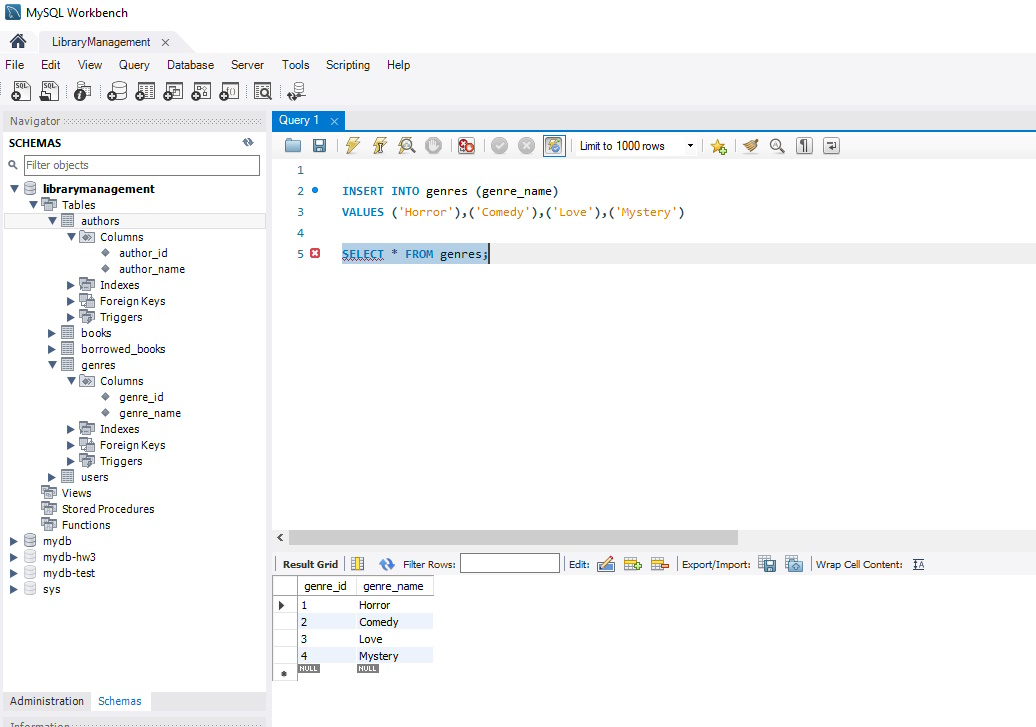 MySQL Workbench
LibraryManagement
File Edit View Query Database Server Tools Scripting Help
SQL SQL
Navigator
SCHEMAS
Filter objects
librarymanagement
Tables
authors
Columns
author_id
author_name
Indexes
Foreign Keys
Triggers
books
borrowed_books
genres
Columns
genre_id
genre_name
Indexes
Foreign Keys
Triggers
users
Views
Stored Procedures
Functions
mydb
mydb-hw3
mydb-test
sys
Administration Schemas
Information
Query 1
Limit to 1000 rows
1
2 INSERT INTO genres (genre_name)
3 VALUES ('Horror'),('Comedy'),('Love'),('Mystery')
4
5 SELECT * FROM genres;
Result Grid Filter Rows: Edit: Export/Import: Wrap Cell Content: IA
genre_id genre_name
1 Horror
2 Comedy
3 Love
4 Mystery
NULL NULL